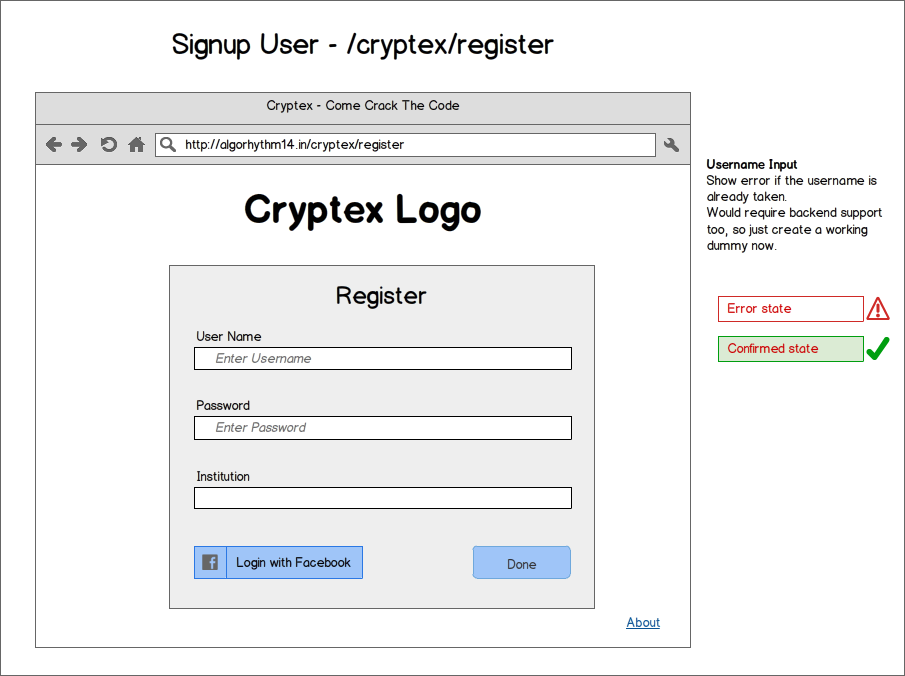 Signup User - /cryptex/register
Cryptex - Come Crack The Code
http://algorhythm14.in/cryptex/register
Cryptex Logo
Register
User Name
Enter Username
Password
Enter Password
Institution
Login with Facebook
Done
About
Username Input
Show error if the username is
already taken.
Would require backend support
too, so just create a working
dummy now.
Error state
Confirmed state